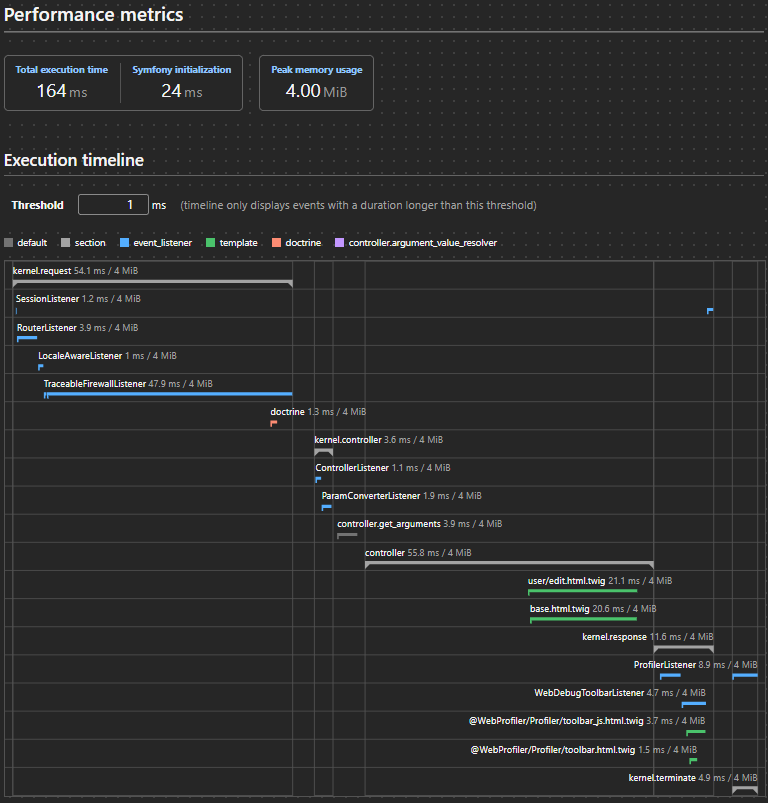 Performance metrics
Total execution time Symfony initialization Peak memory usage
164 ms 24 ms 4.00 MiB
Execution timeline
Threshold 1 ms (timeline only displays events with a duration longer than this threshold)
default section event_listener template doctrine controller.argument_value_resolver
kernel.request 54.1 ms / 4 MiB
SessionListener 1.2 ms / 4 MiB
RouterListener 3.9 ms / 4 MiB
LocaleAwareListener 1 ms / 4 MiB
TraceableFirewallListener 47.9 ms / 4 MiB
doctrine 1.3 ms / 4 MiB
kernel.controller 3.6 ms / 4 MiB
ControllerListener 1.1 ms / 4 MiB
ParamConverterListener 1.9 ms / 4 MiB
controller.get_arguments 3.9 ms / 4 MiB
controller 55.8 ms / 4 MiB
user/edit.html.twig 21.1 ms / 4 MiB
base.html.twig 20.6 ms / 4 MiB
kernel.response 11.6 ms / 4 MiB
ProfilerListener 8.9 ms / 4 MiB
WebDebugToolbarListener 4.7 ms / 4 MiB
@WebProfiler/Profiler/toolbar_js.html.twig 3.7 ms / 4 MiB
@WebProfiler/Profiler/toolbar.html.twig 1.5 ms / 4 MiB
kernel.terminate 4.9 ms / 4 MiB